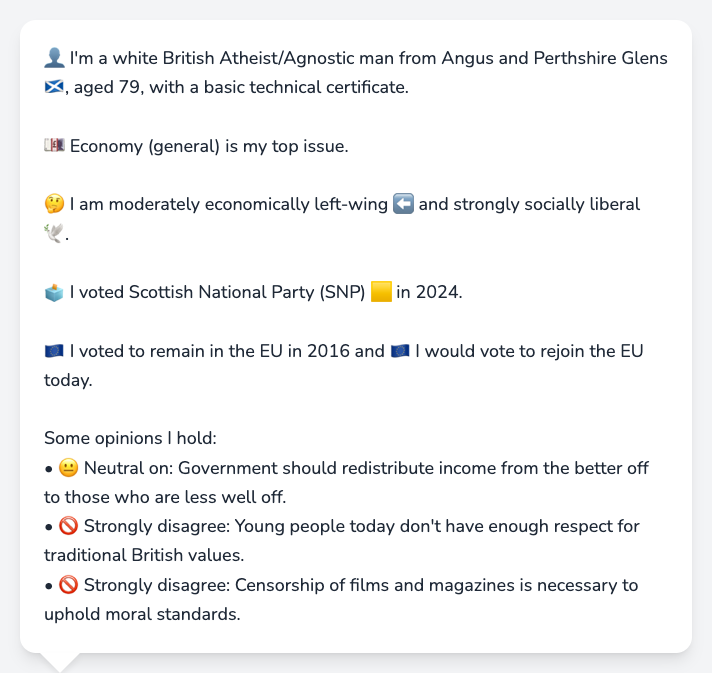 👤 I'm a white British Atheist/Agnostic man from Angus and Perthshire Glens
🏴󠁧󠁢󠁳󠁣󠁴󠁿, aged 79, with a basic technical certificate.
💷 Economy (general) is my top issue.
🤔 I am moderately economically left-wing ⬅️ and strongly socially liberal
🕊️.
🗳️ I voted Scottish National Party (SNP) 🟨 in 2024.
🇪🇺 I voted to remain in the EU in 2016 and 🇪🇺 I would vote to rejoin the EU
today.
Some opinions I hold:
• 😐 Neutral on: Government should redistribute income from the better off
to those who are less well off.
• 🚫 Strongly disagree: Young people today don't have enough respect for
traditional British values.
• 🚫 Strongly disagree: Censorship of films and magazines is necessary to
uphold moral standards.